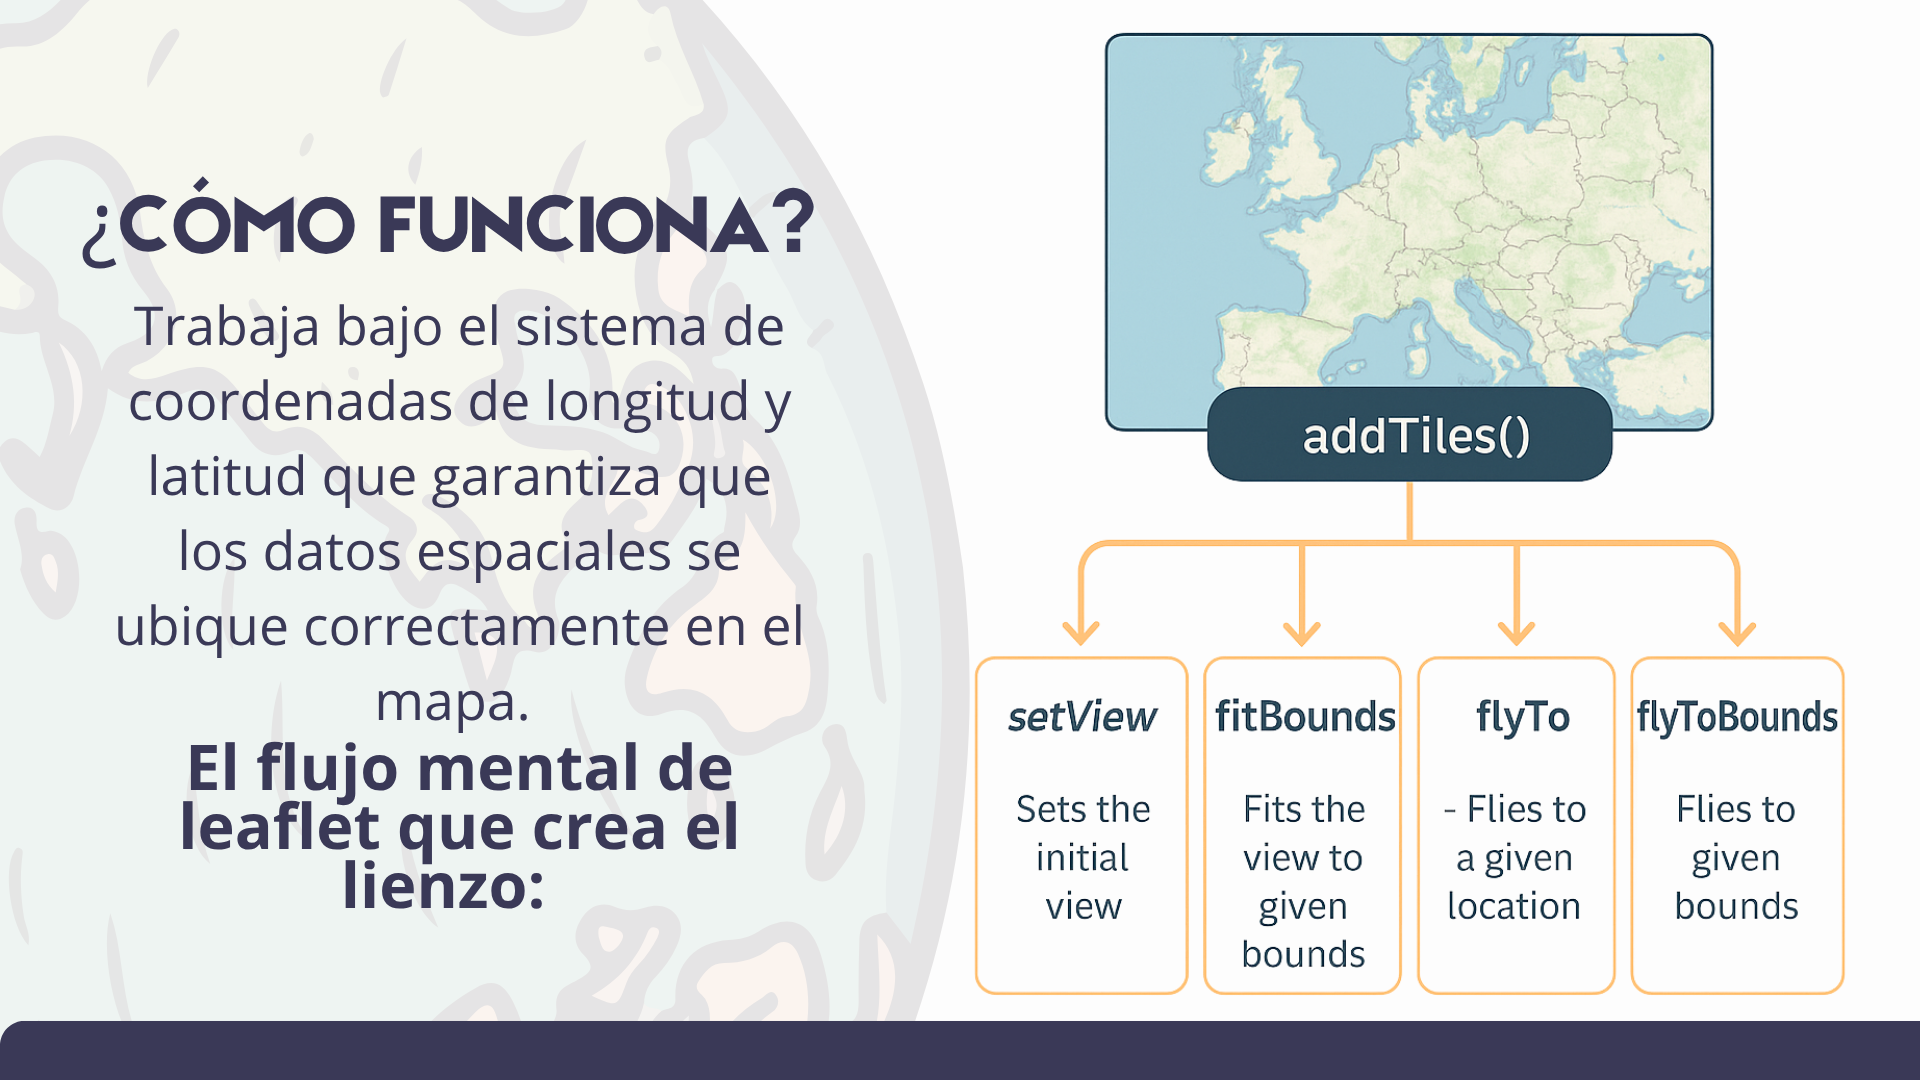 ¿CÓMO FUNCIONA?
Trabaja bajo el sistema de
coordenadas de longitud y
latitud que garantiza que
los datos espaciales se
ubique correctamente en el
mapa.
El flujo mental de
leaflet que crea el
lienzo:
addTiles()
setView
Sets the
initial
view
fitBounds
Fits the
view to
given
bounds
flyTo
- Flies to
a given
location
flyToBounds
Flies to
given
bounds